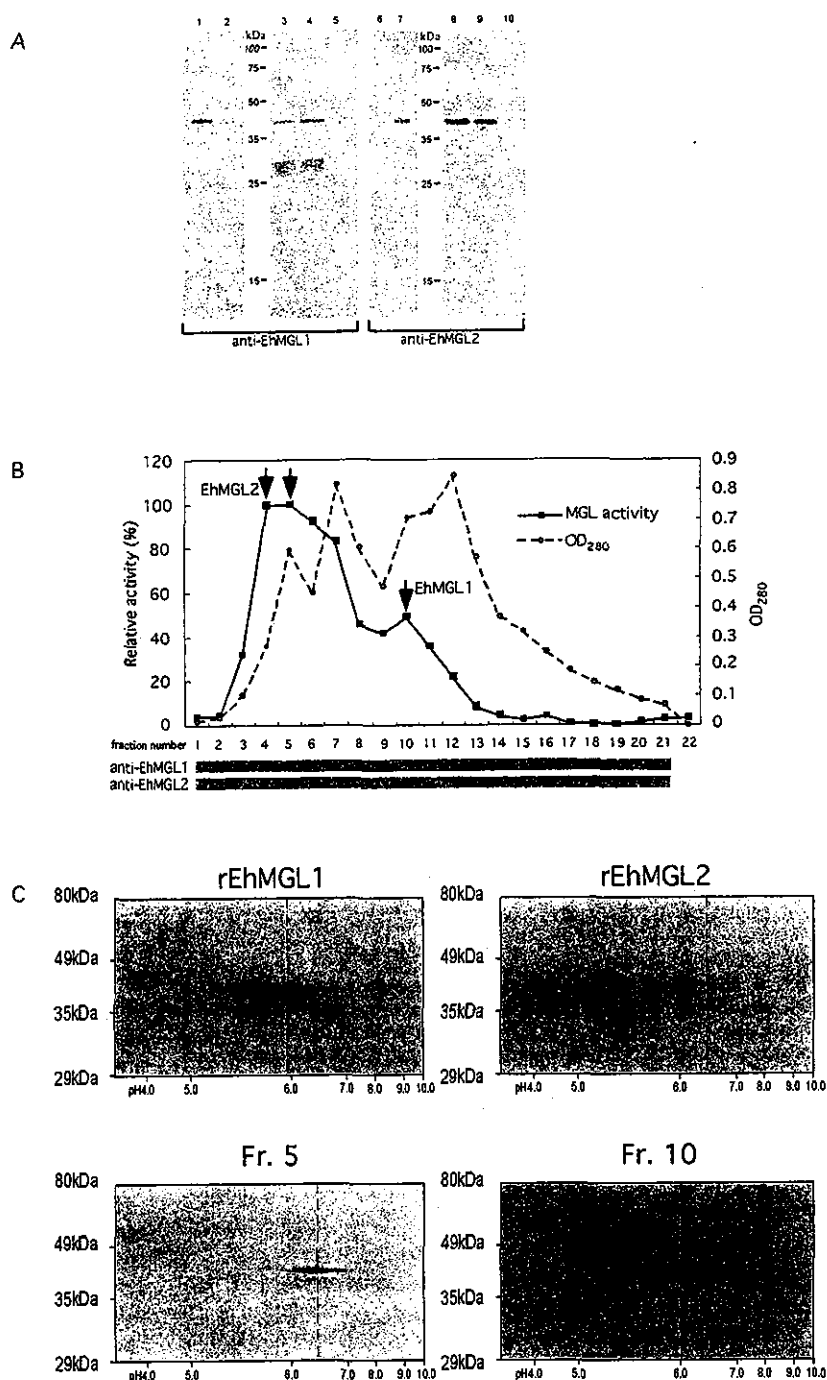 A
1 2 3 4 5 6 7 8 9 10
kDa kDa
100– 100–
75– 75–
50– 50–
35– 35–
25– 25–
15– 15–
anti-EhMGL1 anti-EhMGL2
B
120 0.9
100 0.8
80 0.7
60 0.6
40 0.5
20 0.4
0 0.3
0.2
0.1
0
Relative activity (%)
OD280
EhMGL2
EhMGL1
MGL activity
OD280
fraction number 1 2 3 4 5 6 7 8 9 10 11 12 13 14 15 16 17 18 19 20 21 22
anti-EhMGL1
anti-EhMGL2
C
rEhMGL1 rEhMGL2
80kDa 80kDa
49kDa 49kDa
35kDa 35kDa
29kDa 29kDa
pH4.0 5.0 6.0 7.0 8.0 9.0 10.0 pH4.0 5.0 6.0 7.0 8.0 9.0 10.0
Fr. 5 Fr. 10
80kDa 80kDa
49kDa 49kDa
35kDa 35kDa
29kDa 29kDa
pH4.0 5.0 6.0 7.0 8.0 9.0 10.0 pH4.0 5.0 6.0 7.0 8.0 9.0 10.0